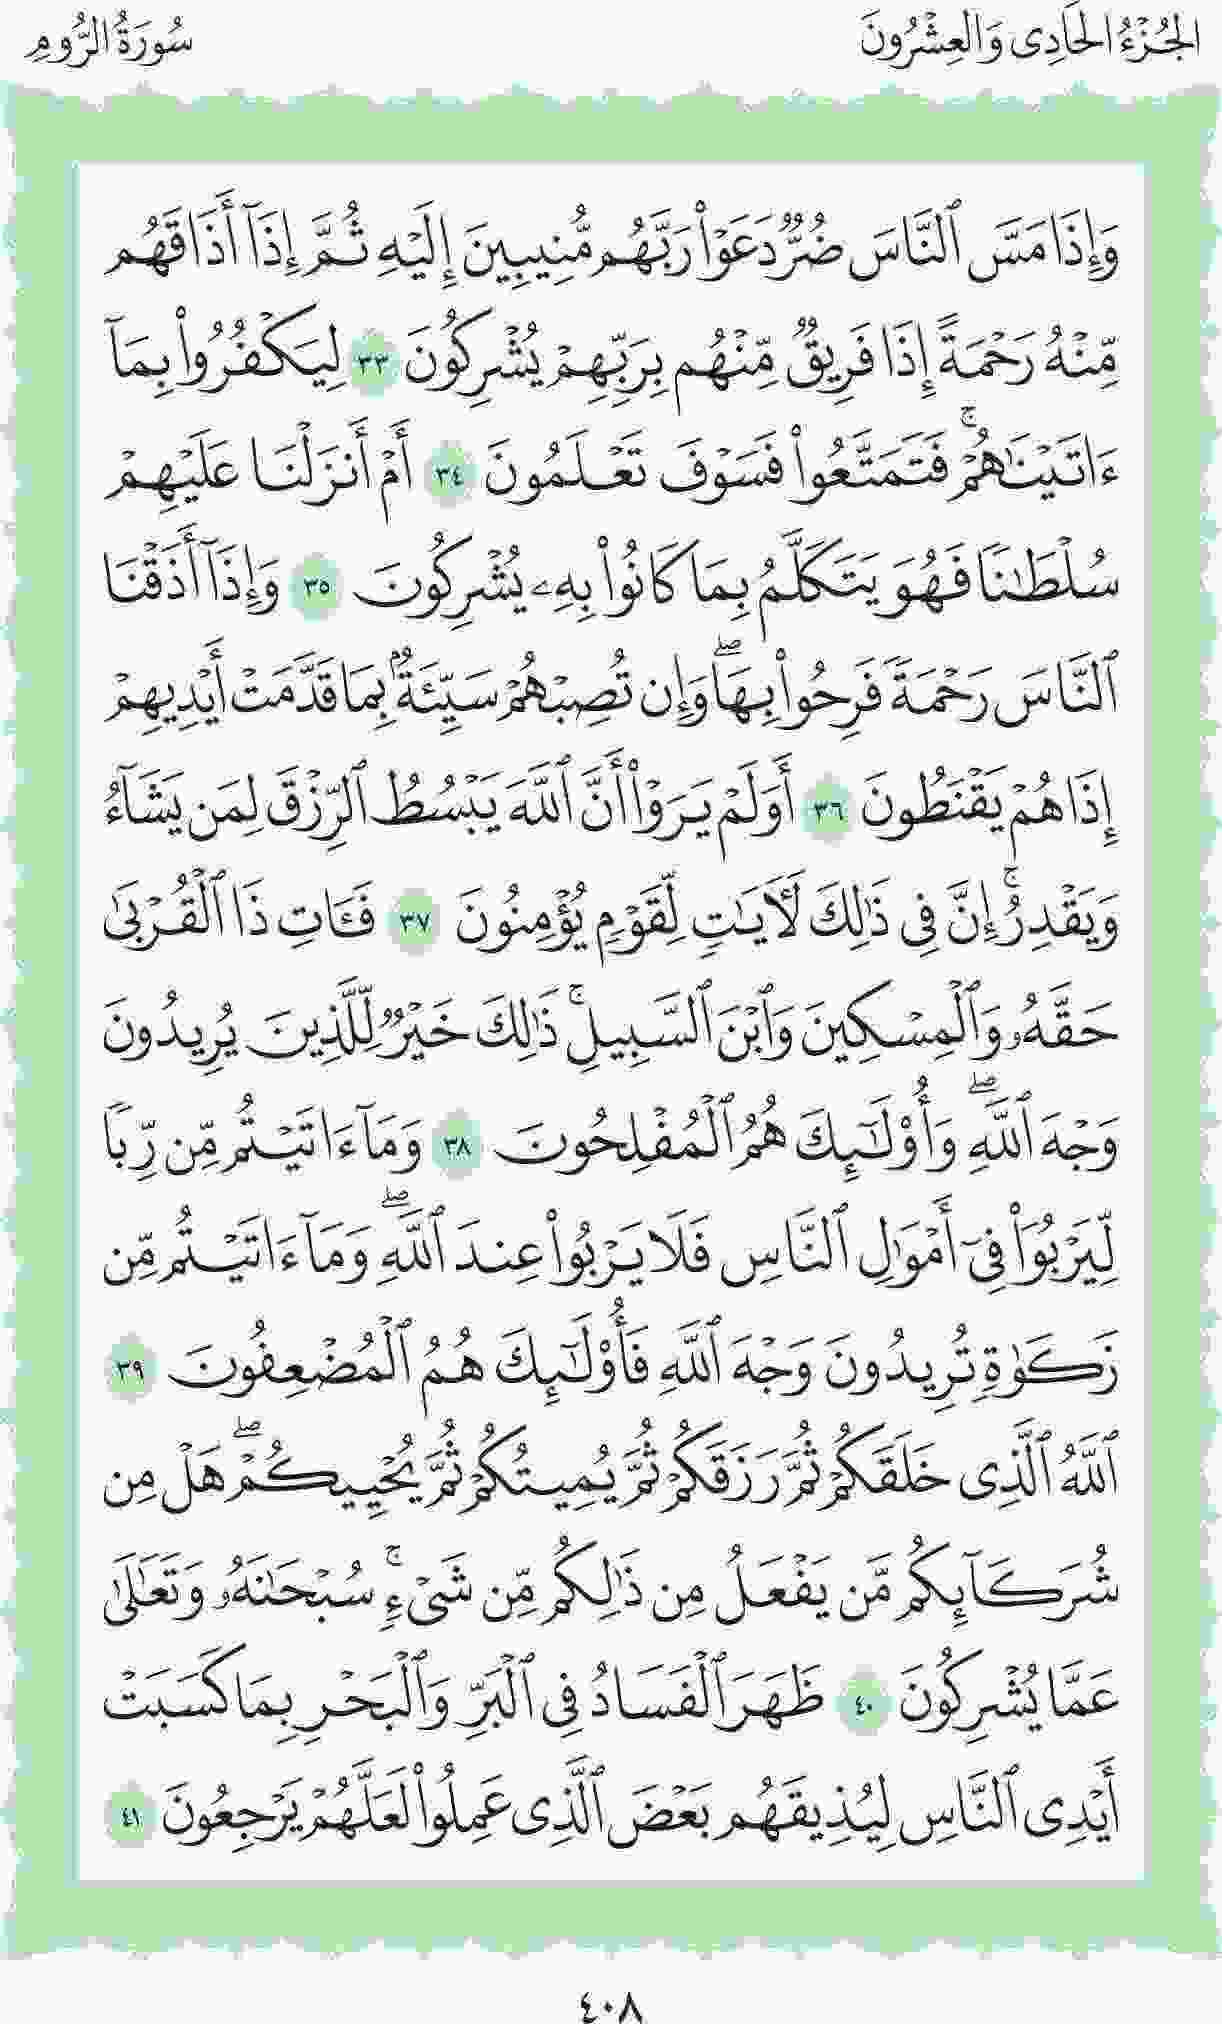 الجُزْءُ الحَادِى وَالعِشْرُونَ
سُورَةُ الرُّومِ
وَإِذَا مَسَّ ٱلنَّاسَ ضُرٌّ دَعَوْا۟ رَبَّهُم مُّنِيبِينَ إِلَيْهِ ثُمَّ إِذَآ أَذَاقَهُم
مِّنْهُ رَحْمَةً إِذَا فَرِيقٌ مِّنْهُم بِرَبِّهِمْ يُشْرِكُونَ ٣٣ لِيَكْفُرُوا۟ بِمَآ
ءَاتَيْنَٰهُمْ ۚ فَتَمَتَّعُوا۟ فَسَوْفَ تَعْلَمُونَ ٣٤ أَمْ أَنزَلْنَا عَلَيْهِمْ
سُلْطَٰنًا فَهُوَ يَتَكَلَّمُ بِمَا كَانُوا۟ بِهِۦ يُشْرِكُونَ ٣٥ وَإِذَآ أَذَقْنَا
ٱلنَّاسَ رَحْمَةً فَرِحُوا۟ بِهَا ۖ وَإِن تُصِبْهُمْ سَيِّئَةٌۢ بِمَا قَدَّمَتْ أَيْدِيهِمْ
إِذَا هُمْ يَقْنَطُونَ ٣٦ أَوَلَمْ يَرَوْا۟ أَنَّ ٱللَّهَ يَبْسُطُ ٱلرِّزْقَ لِمَن يَشَآءُ
وَيَقْدِرُ ۚ إِنَّ فِى ذَٰلِكَ لَءَايَٰتٍ لِّقَوْمٍ يُؤْمِنُونَ ٣٧ فَـَٔاتِ ذَا ٱلْقُرْبَىٰ
حَقَّهُۥ وَٱلْمِسْكِينَ وَٱبْنَ ٱلسَّبِيلِ ۚ ذَٰلِكَ خَيْرٌ لِّلَّذِينَ يُرِيدُونَ
وَجْهَ ٱللَّهِ ۖ وَأُو۟لَٰٓئِكَ هُمُ ٱلْمُفْلِحُونَ ٣٨ وَمَآ ءَاتَيْتُم مِّن رِّبًا
لِّيَرْبُوَا۟ فِىٓ أَمْوَٰلِ ٱلنَّاسِ فَلَا يَرْبُوا۟ عِندَ ٱللَّهِ ۖ وَمَآ ءَاتَيْتُم مِّن
زَكَوٰةٍ تُرِيدُونَ وَجْهَ ٱللَّهِ فَأُو۟لَٰٓئِكَ هُمُ ٱلْمُضْعِفُونَ ٣٩
ٱللَّهُ ٱلَّذِى خَلَقَكُمْ ثُمَّ رَزَقَكُمْ ثُمَّ يُمِيتُكُمْ ثُمَّ يُحْيِيكُمْ ۖ هَلْ مِن
شُرَكَآئِكُم مَّن يَفْعَلُ مِن ذَٰلِكُم مِّن شَىْءٍ ۚ سُبْحَٰنَهُۥ وَتَعَٰلَىٰ
عَمَّا يُشْرِكُونَ ٤٠ ظَهَرَ ٱلْفَسَادُ فِى ٱلْبَرِّ وَٱلْبَحْرِ بِمَا كَسَبَتْ
أَيْدِى ٱلنَّاسِ لِيُذِيقَهُم بَعْضَ ٱلَّذِى عَمِلُوا۟ لَعَلَّهُمْ يَرْجِعُونَ ٤١
٤٠٨